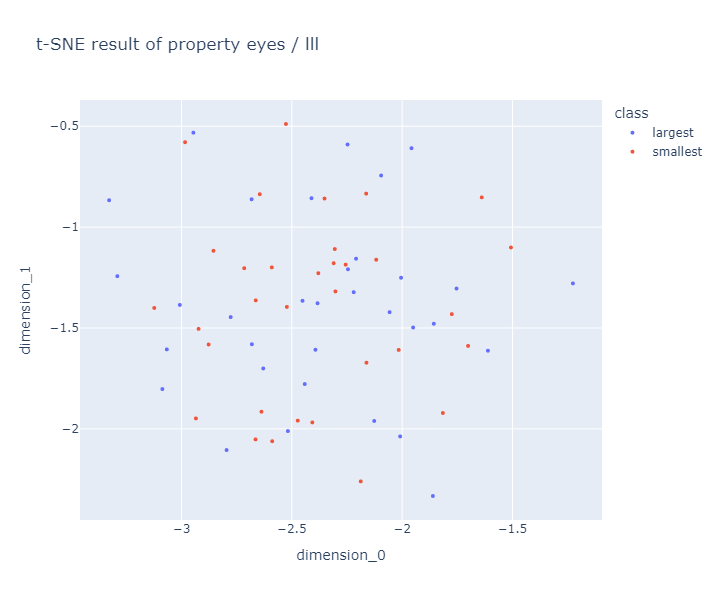 t-SNE result of property eyes / lll
class
largest
smallest
−0.5
−1
−1.5
−2
dimension_1
−3
−2.5
−2
−1.5
dimension_0